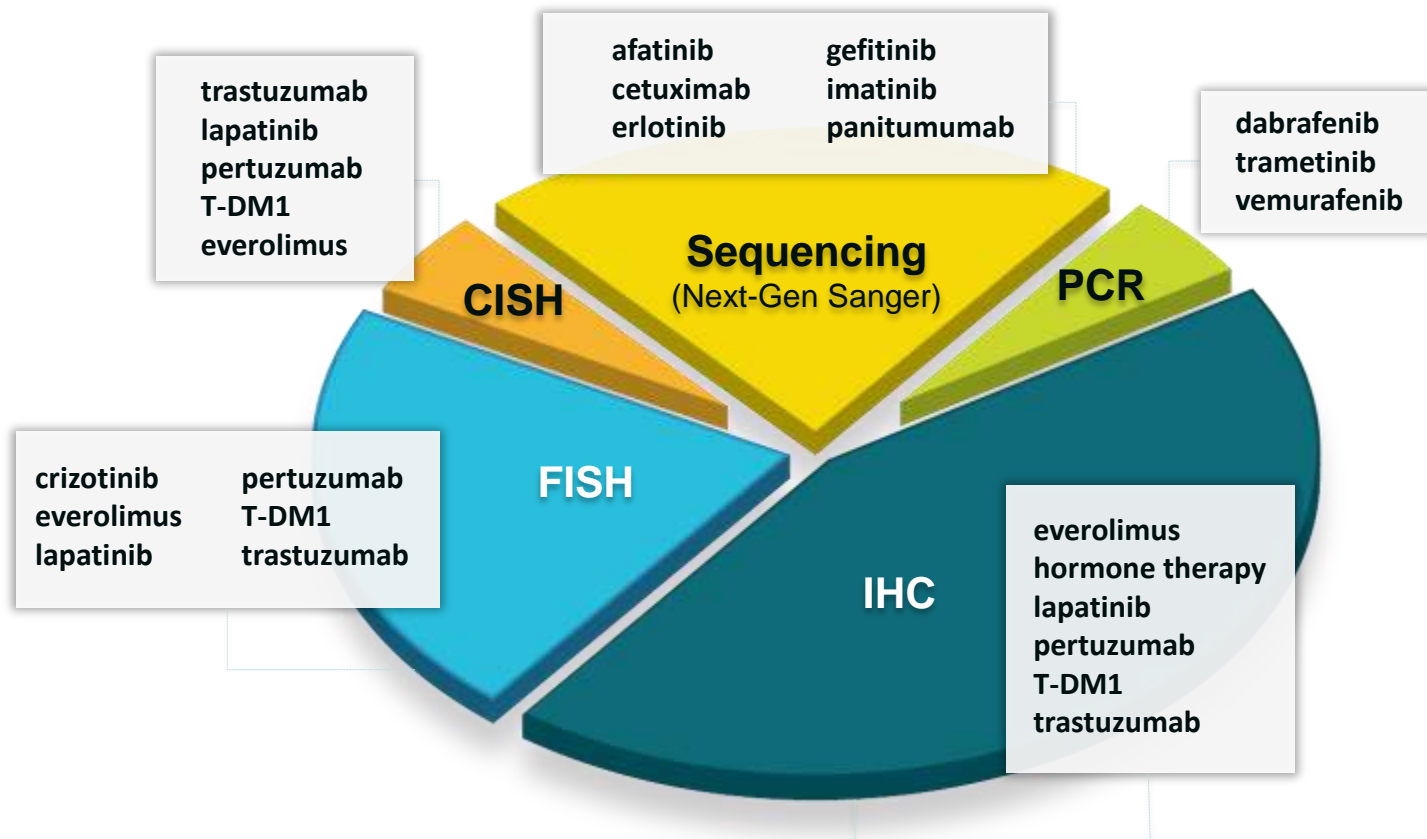 afatinib gefitinib
cetuximab imatinib
erlotinib panitumumab
trastuzumab
lapatinib
pertuzumab
T-DM1
everolimus
dabrafenib
trametinib
vemurafenib
Sequencing
(Next-Gen Sanger)
CISH
PCR
FISH
crizotinib pertuzumab
everolimus T-DM1
lapatinib trastuzumab
IHC
everolimus
hormone therapy
lapatinib
pertuzumab
T-DM1
trastuzumab